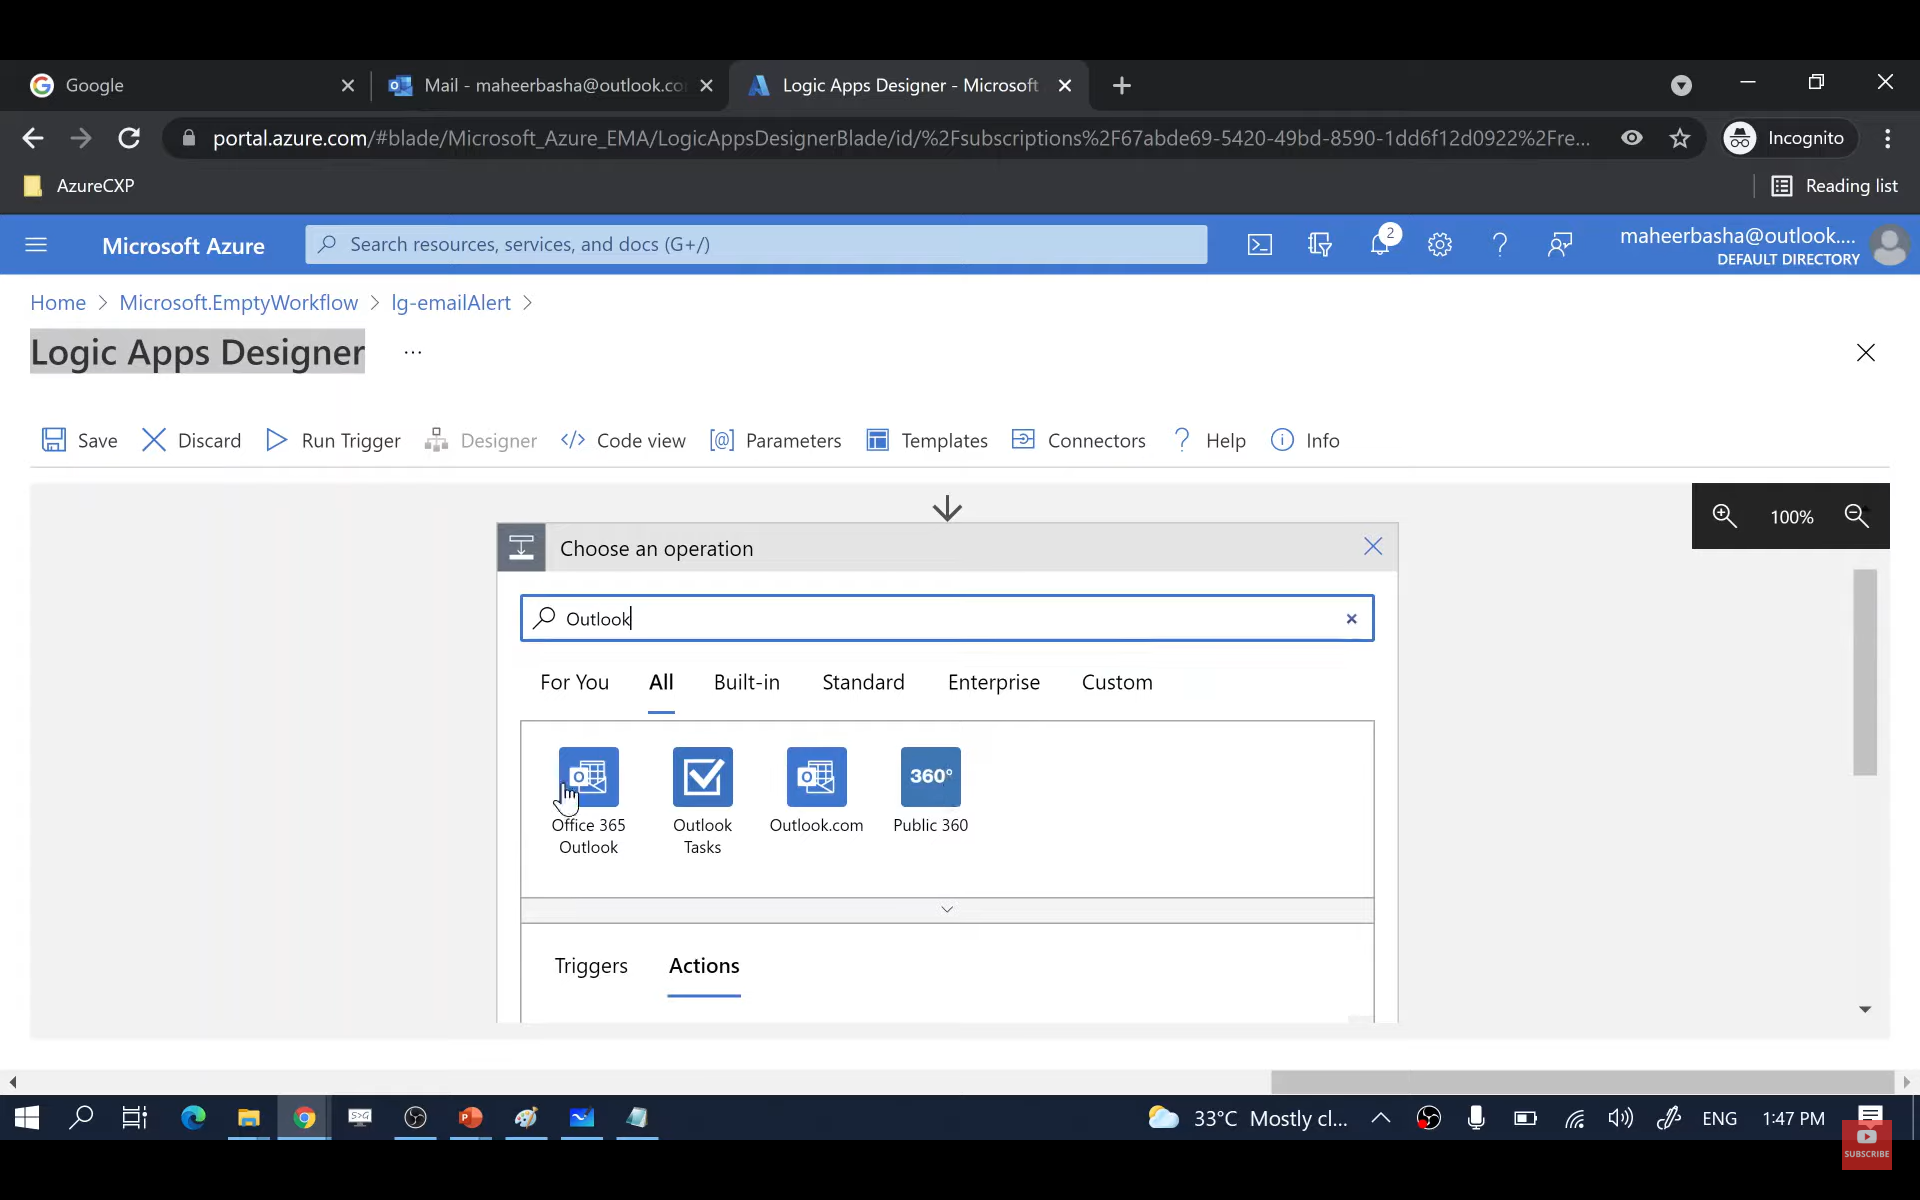 Google
Mail - maheerbasha@outlook.co
Logic Apps Designer - Microsoft
portal.azure.com/#blade/Microsoft_Azure_EMA/LogicAppsDesignerBlade/id/%2Fsubscriptions%2F67abde69-5420-49bd-8590-1dd6f12d0922%2Fre...
Incognito
AzureCXP
Reading list
Microsoft Azure
Search resources, services, and docs (G+/)
2
maheerbasha@outlook....
DEFAULT DIRECTORY
Home > Microsoft.EmptyWorkflow > lg-emailAlert >
Logic Apps Designer ...
Save
Discard
Run Trigger
Designer
Code view
Parameters
Templates
Connectors
Help
Info
100%
Choose an operation
Outlook
For You
All
Built-in
Standard
Enterprise
Custom
Office 365
Outlook
Outlook
Tasks
Outlook.com
360°
Public 360
Triggers
Actions
33°C Mostly cl...
ENG
1:47 PM
SUBSCRIBE